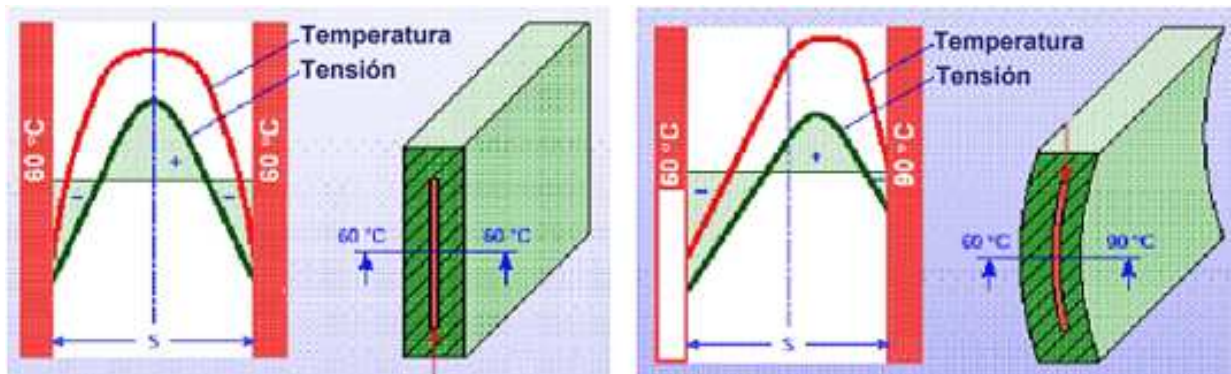 Temperatura
Tensión
60 °C
60 °C
+
-
-
60 °C
60 °C
S
Temperatura
Tensión
60 °C
90 °C
+
-
60 °C
90 °C
S